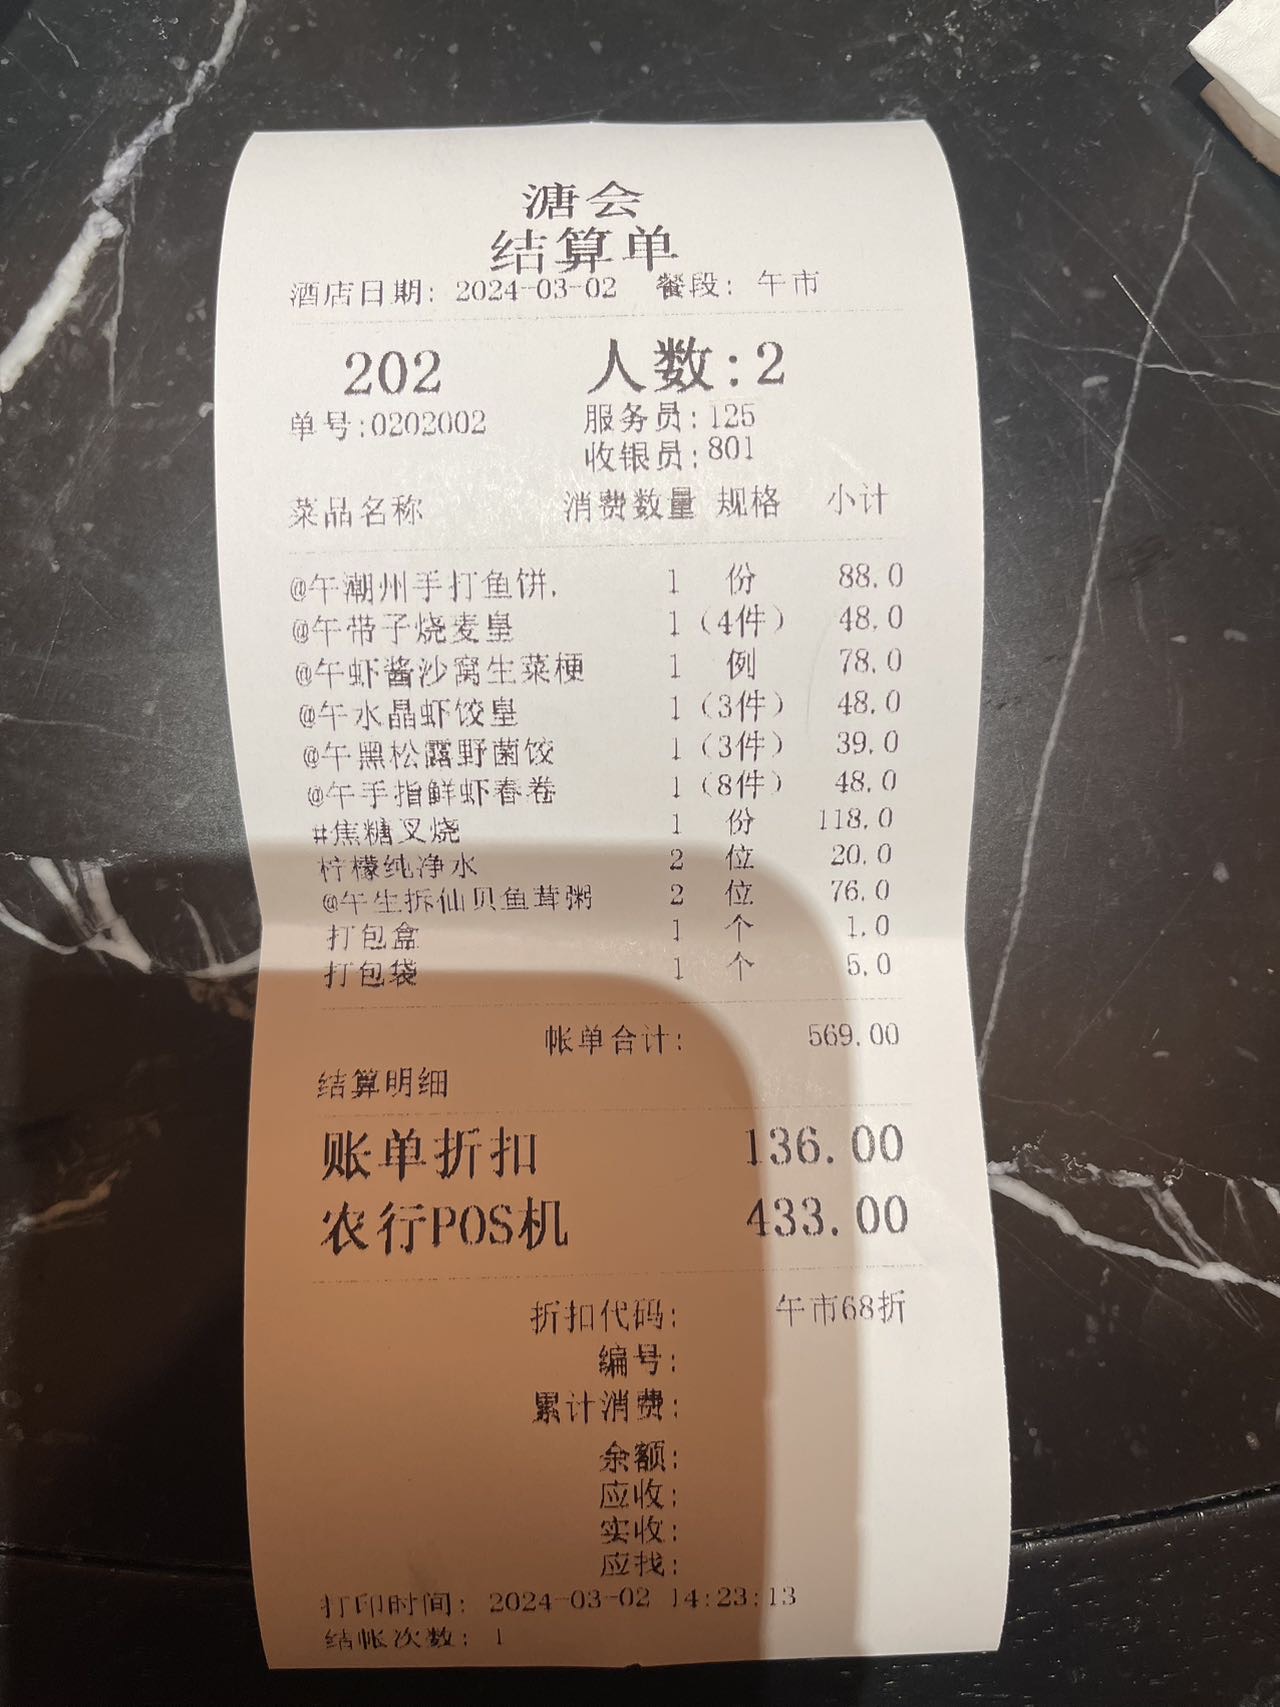 溏会
结算单
酒店日期: 2024-03-02 餐段: 午市
202 人数:2
单号:0202002 服务员:125
收银员:801
菜品名称 消费数量 规格 小计
@午潮州手打鱼饼. 1 份 88.0
@午带子烧麦皇 1 (4件) 48.0
@午虾酱沙窝生菜梗 1 例 78.0
@午水晶虾饺皇 1 (3件) 48.0
@午黑松露野菌饺 1 (3件) 39.0
@午手指鲜虾春卷 1 (8件) 48.0
#焦糖叉烧 1 份 118.0
柠檬纯净水 2 位 20.0
@午生拆仙贝鱼茸粥 2 位 76.0
打包盒 1 个 1.0
打包袋 1 个 5.0
帐单合计: 569.00
结算明细
账单折扣 136.00
农行POS机 433.00
折扣代码: 午市68折
编号:
累计消费:
余额:
应收:
实收:
应找:
打印时间: 2024-03-02 14:23:13
结帐次数: 1